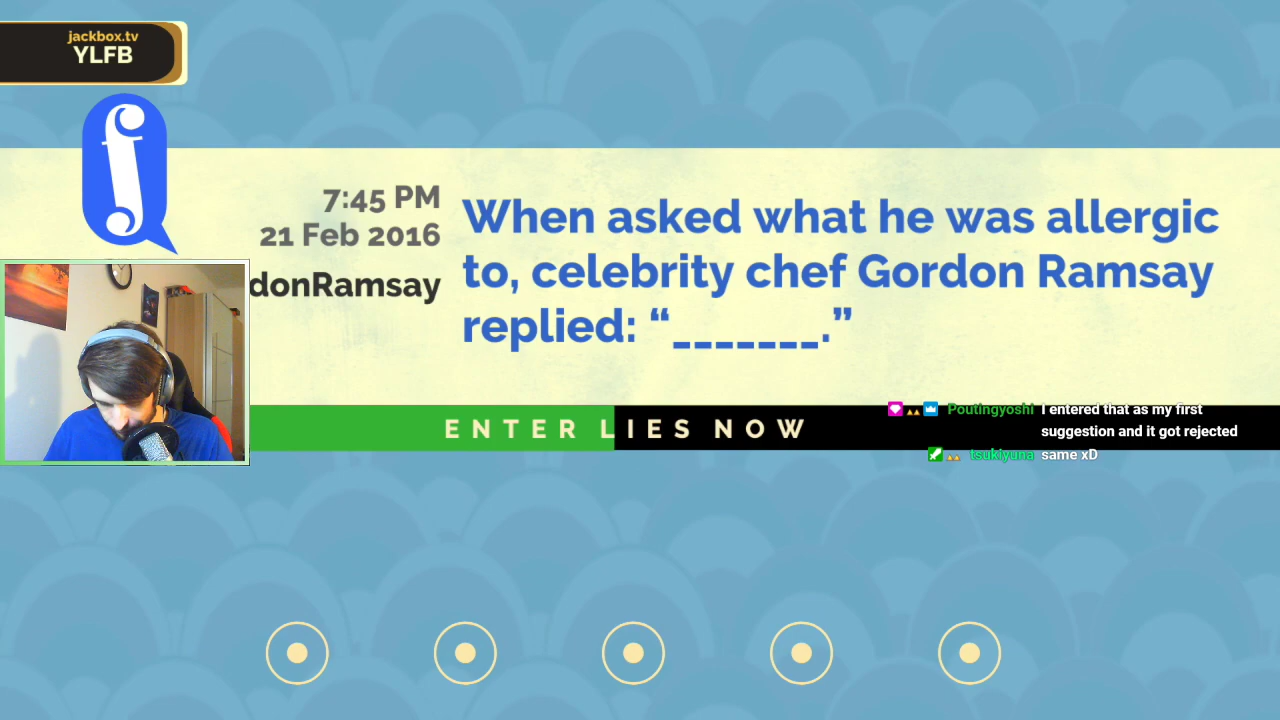 jackbox.tv
YLFB
f
7:45 PM
21 Feb 2016
donRamsay
When asked what he was allergic
to, celebrity chef Gordon Ramsay
replied: “_______.”
ENTER LIES NOW
Poutingyoshi I entered that as my first
suggestion and it got rejected
tsukiyuna same xD